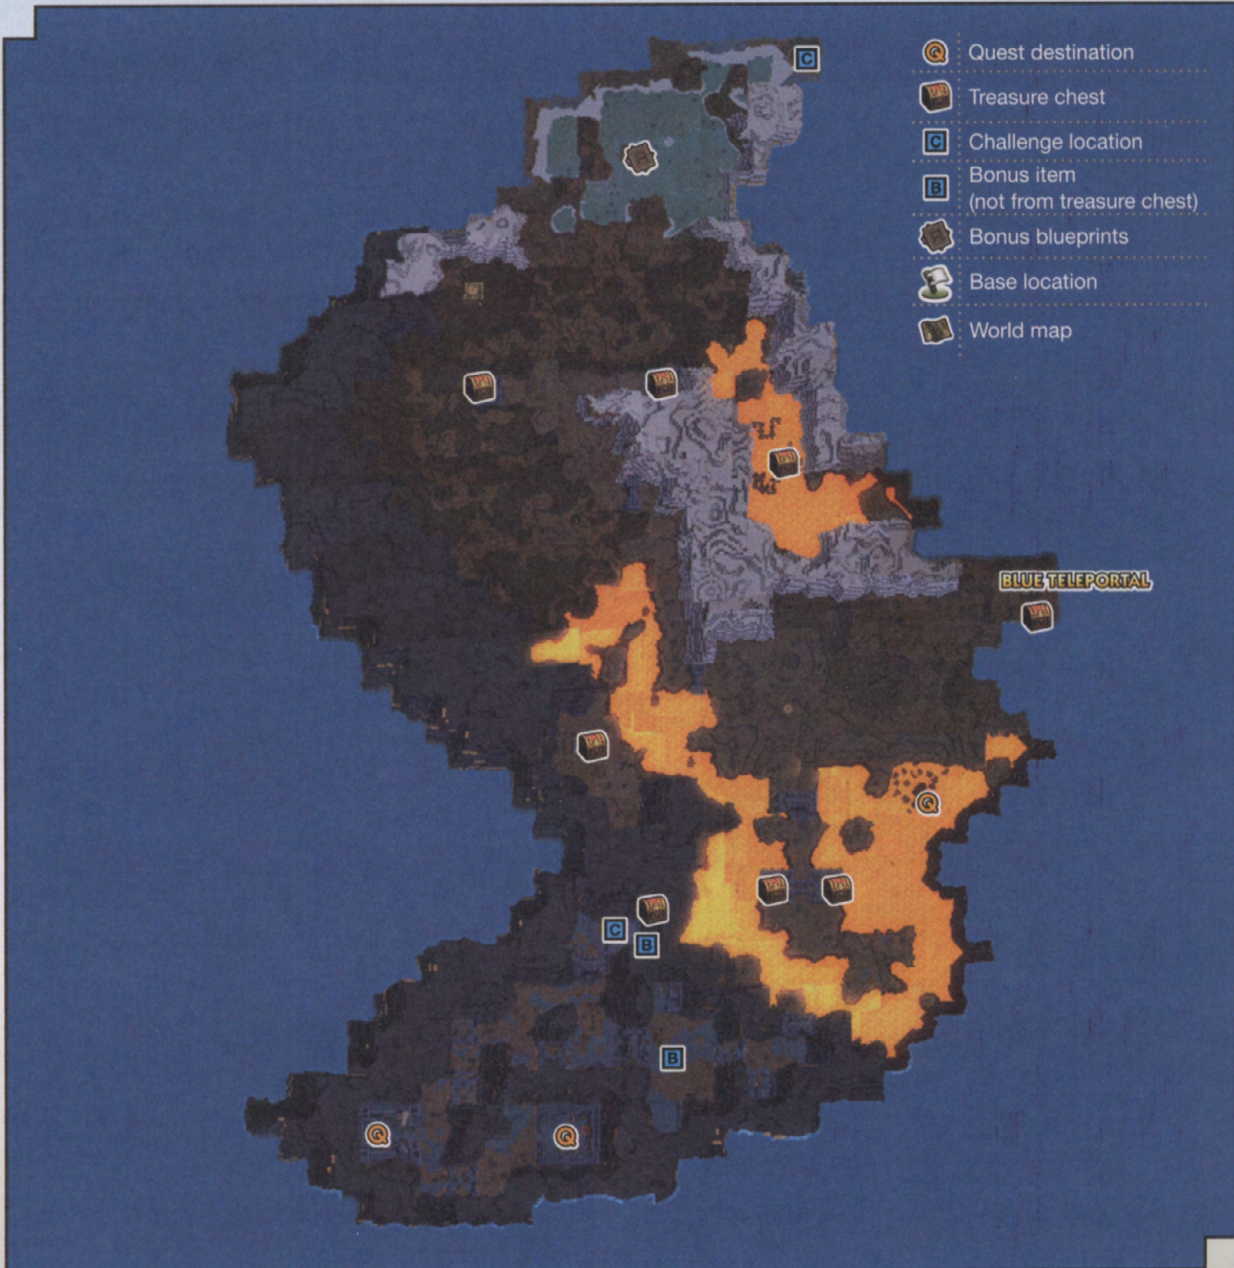 C
Q Quest destination
Treasure chest
C Challenge location
B Bonus item
(not from treasure chest)
Bonus blueprints
Base location
World map
BLUE TELEPORTAL
Q
C
B
B
Q
Q